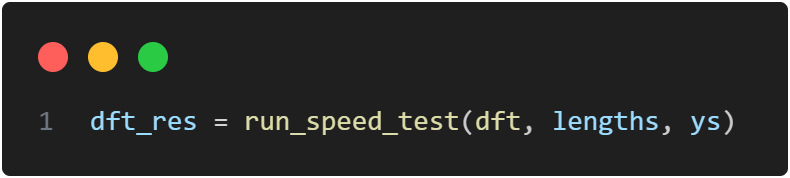 1 dft_res = run_speed_test(dft, lengths, ys)